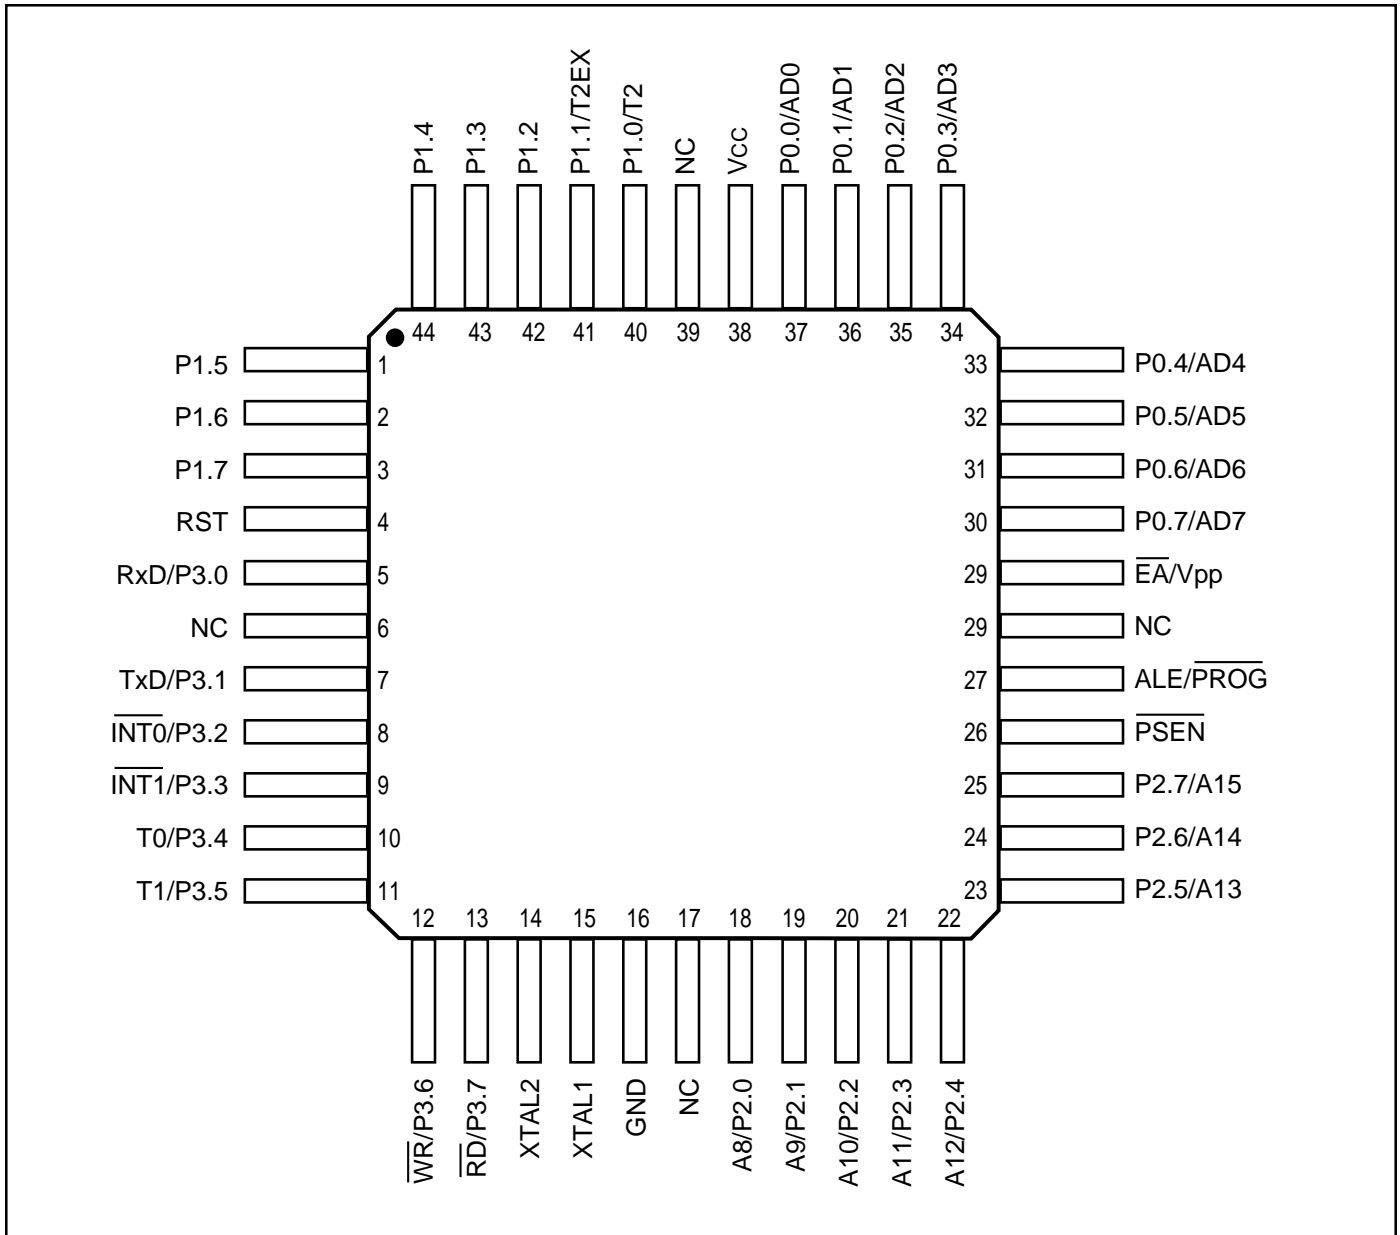 P1.4
P1.3
P1.2
P1.1/T2EX
P1.0/T2
NC
VCC
P0.0/AD0
P0.1/AD1
P0.2/AD2
P0.3/AD3
44 43 42 41 40 39 38 37 36 35 34
P1.5 1 33 P0.4/AD4
P1.6 2 32 P0.5/AD5
P1.7 3 31 P0.6/AD6
RST 4 30 P0.7/AD7
RxD/P3.0 5 29 E̅A̅/Vpp
NC 6 29 NC
TxD/P3.1 7 27 ALE/P̅R̅O̅G̅
I̅N̅T̅0̅/P3.2 8 26 P̅S̅E̅N̅
I̅N̅T̅1̅/P3.3 9 25 P2.7/A15
T0/P3.4 10 24 P2.6/A14
T1/P3.5 11 23 P2.5/A13
12 13 14 15 16 17 18 19 20 21 22
W̅R̅/P3.6
R̅D̅/P3.7
XTAL2
XTAL1
GND
NC
A8/P2.0
A9/P2.1
A10/P2.2
A11/P2.3
A12/P2.4